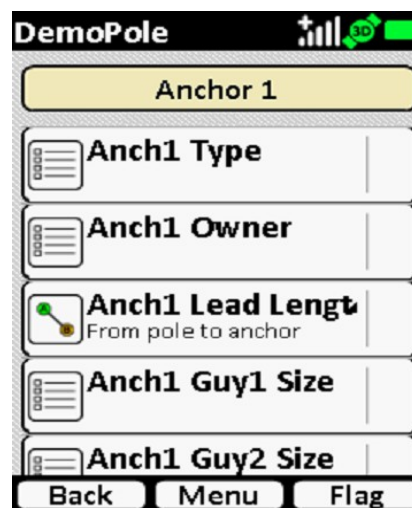 DemoPole
3D
Anchor 1
Anch1 Type
Anch1 Owner
Anch1 Lead Lengt
From pole to anchor
A
B
Anch1 Guy1 Size
Anch1 Guy2 Size
Back Menu Flag